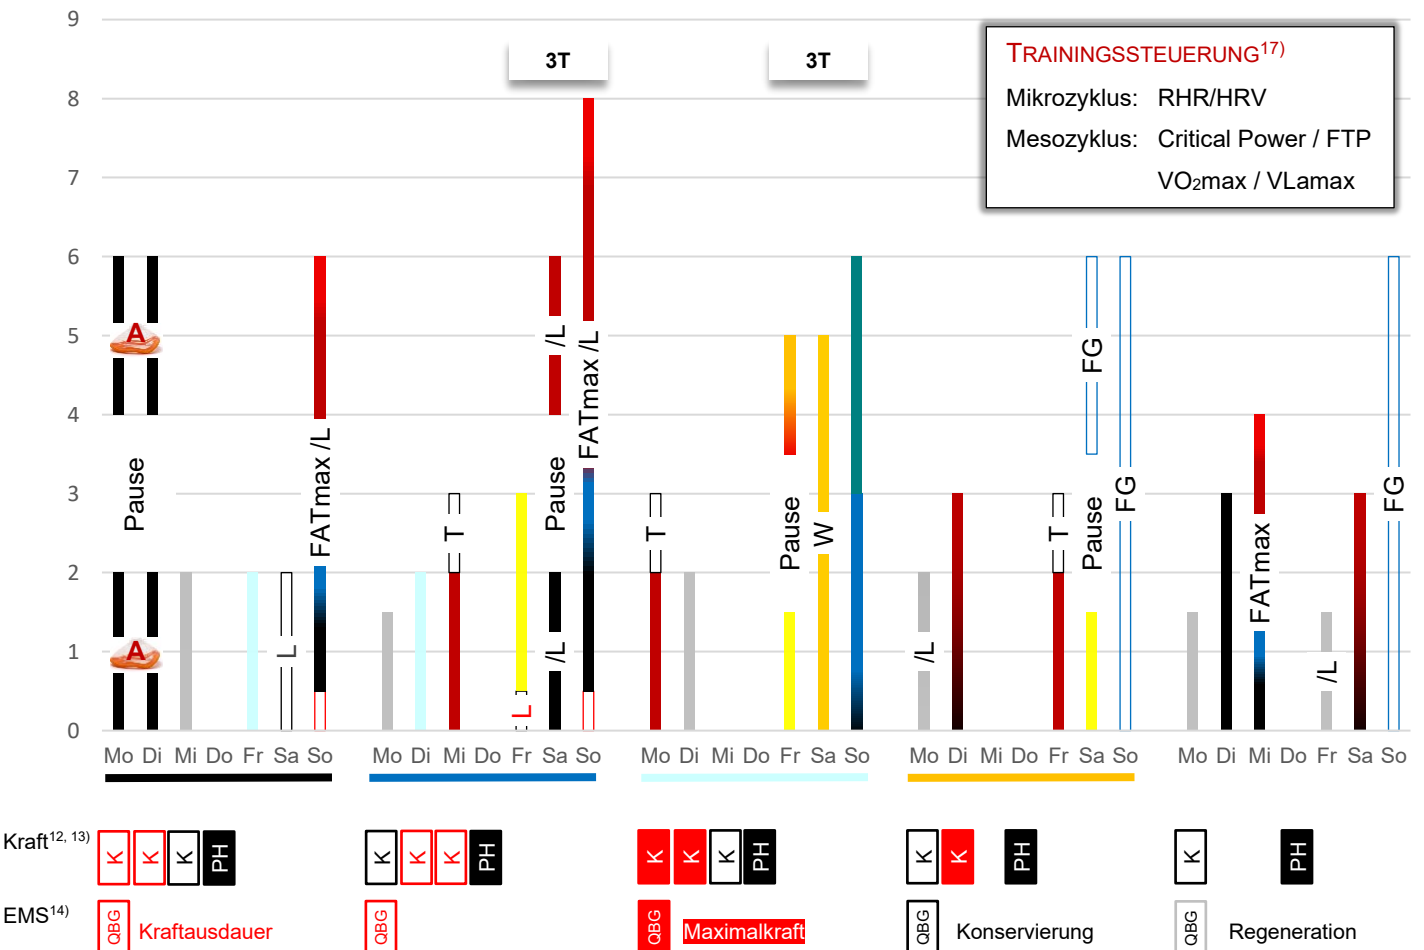 9
3T
3T
TRAININGSSTEUERUNG17)
Mikrozyklus: RHR/HRV
Mesozyklus: Critical Power / FTP
VO2max / VLamax
8
7
6
5
4
3
2
1
0
A
A
Pause
L
FATmax /L
T
L
/L
Pause
/L
FATmax /L
T
Pause
W
/L
T
Pause
FG
FG
FATmax
/L
FG
Mo Di Mi Do Fr Sa So
Mo Di Mi Do Fr Sa So
Mo Di Mi Do Fr Sa So
Mo Di Mi Do Fr Sa So
Mo Di Mi Do Fr Sa So
Kraft12, 13) K K K PH K K K PH K K K PH K K PH K PH
EMS14) QBG Kraftausdauer QBG QBG Maximalkraft QBG Konservierung QBG Regeneration